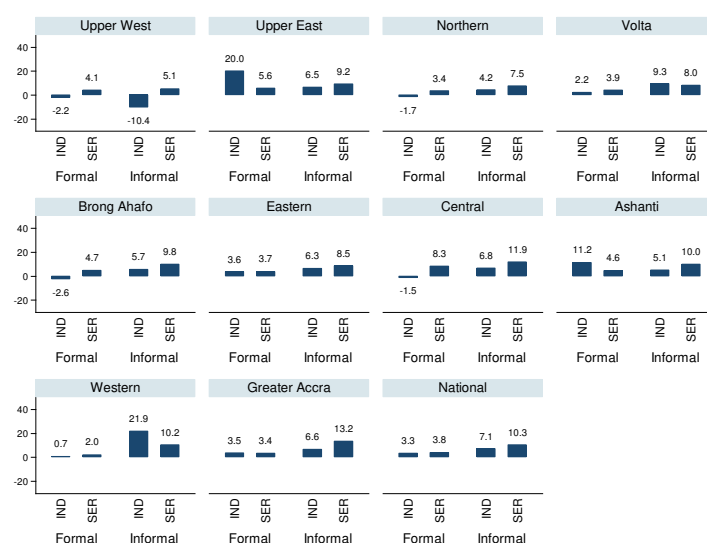 Upper West Upper East Northern Volta
40
20
0
-20
-2.2 4.1 -10.4 5.1
20.0 5.6 6.5 9.2
-1.7 3.4 4.2 7.5
2.2 3.9 9.3 8.0
IND SER IND SER IND SER IND SER IND SER IND SER IND SER IND SER
Formal Informal Formal Informal Formal Informal Formal Informal
Brong Ahafo Eastern Central Ashanti
40
20
0
-20
-2.6 4.7 5.7 9.8
3.6 3.7 6.3 8.5
-1.5 8.3 6.8 11.9
11.2 4.6 5.1 10.0
IND SER IND SER IND SER IND SER IND SER IND SER IND SER IND SER
Formal Informal Formal Informal Formal Informal Formal Informal
Western Greater Accra National
40
20
0
-20
0.7 2.0 21.9 10.2
3.5 3.4 6.6 13.2
3.3 3.8 7.1 10.3
IND SER IND SER IND SER IND SER IND SER IND SER
Formal Informal Formal Informal Formal Informal